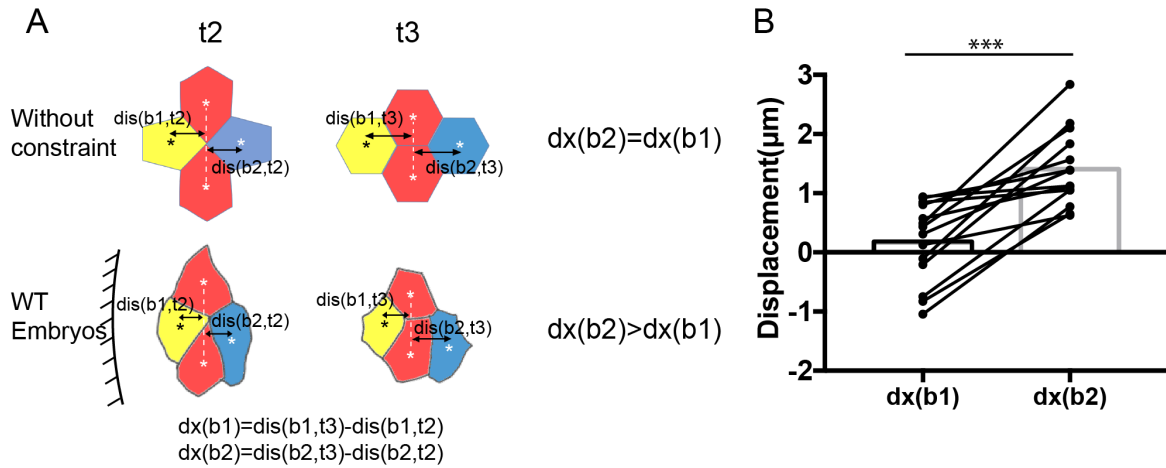 A
t2
t3
Without
constraint
dis(b1,t2)
*
*
*
*
dis(b2,t2)
dis(b1,t3)
*
*
*
*
dis(b2,t3)
dx(b2)=dx(b1)
WT
Embryos
dis(b1,t2)
*
*
*
*
dis(b2,t2)
dis(b1,t3)
*
*
*
*
dis(b2,t3)
dx(b2)>dx(b1)
dx(b1)=dis(b1,t3)-dis(b1,t2)
dx(b2)=dis(b2,t3)-dis(b2,t2)
B
***
Displacement(μm)
3
2
1
0
-1
-2
dx(b1)
dx(b2)